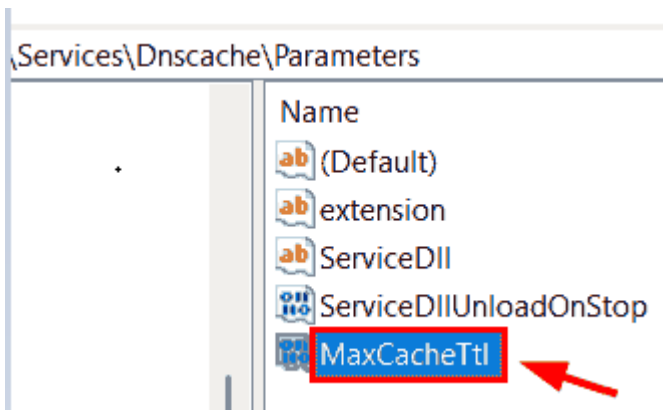 \Services\Dnscache\Parameters
Name
(Default)
extension
ServiceDll
ServiceDllUnloadOnStop
MaxCacheTtl